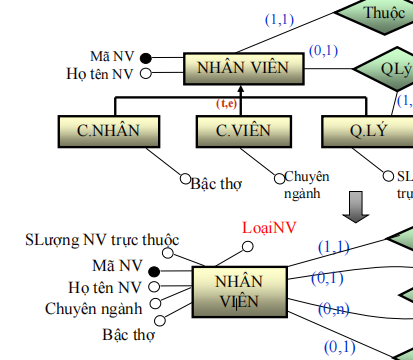 Thuộc
(1,1)
Mã NV
(0,1)
Họ tên NV
NHÂN VIÊN
QLý
(t,e)
(1,
C.NHÂN
C.VIÊN
Q.LÝ
Bậc thợ
Chuyên
ngành
SL
trự
LoạiNV
SLượng NV trực thuộc
(1,1)
Mã NV
(0,1)
NHÂN
VIÊN
Họ tên NV
Chuyên ngành
(0,n)
Bậc thợ
(0,1)